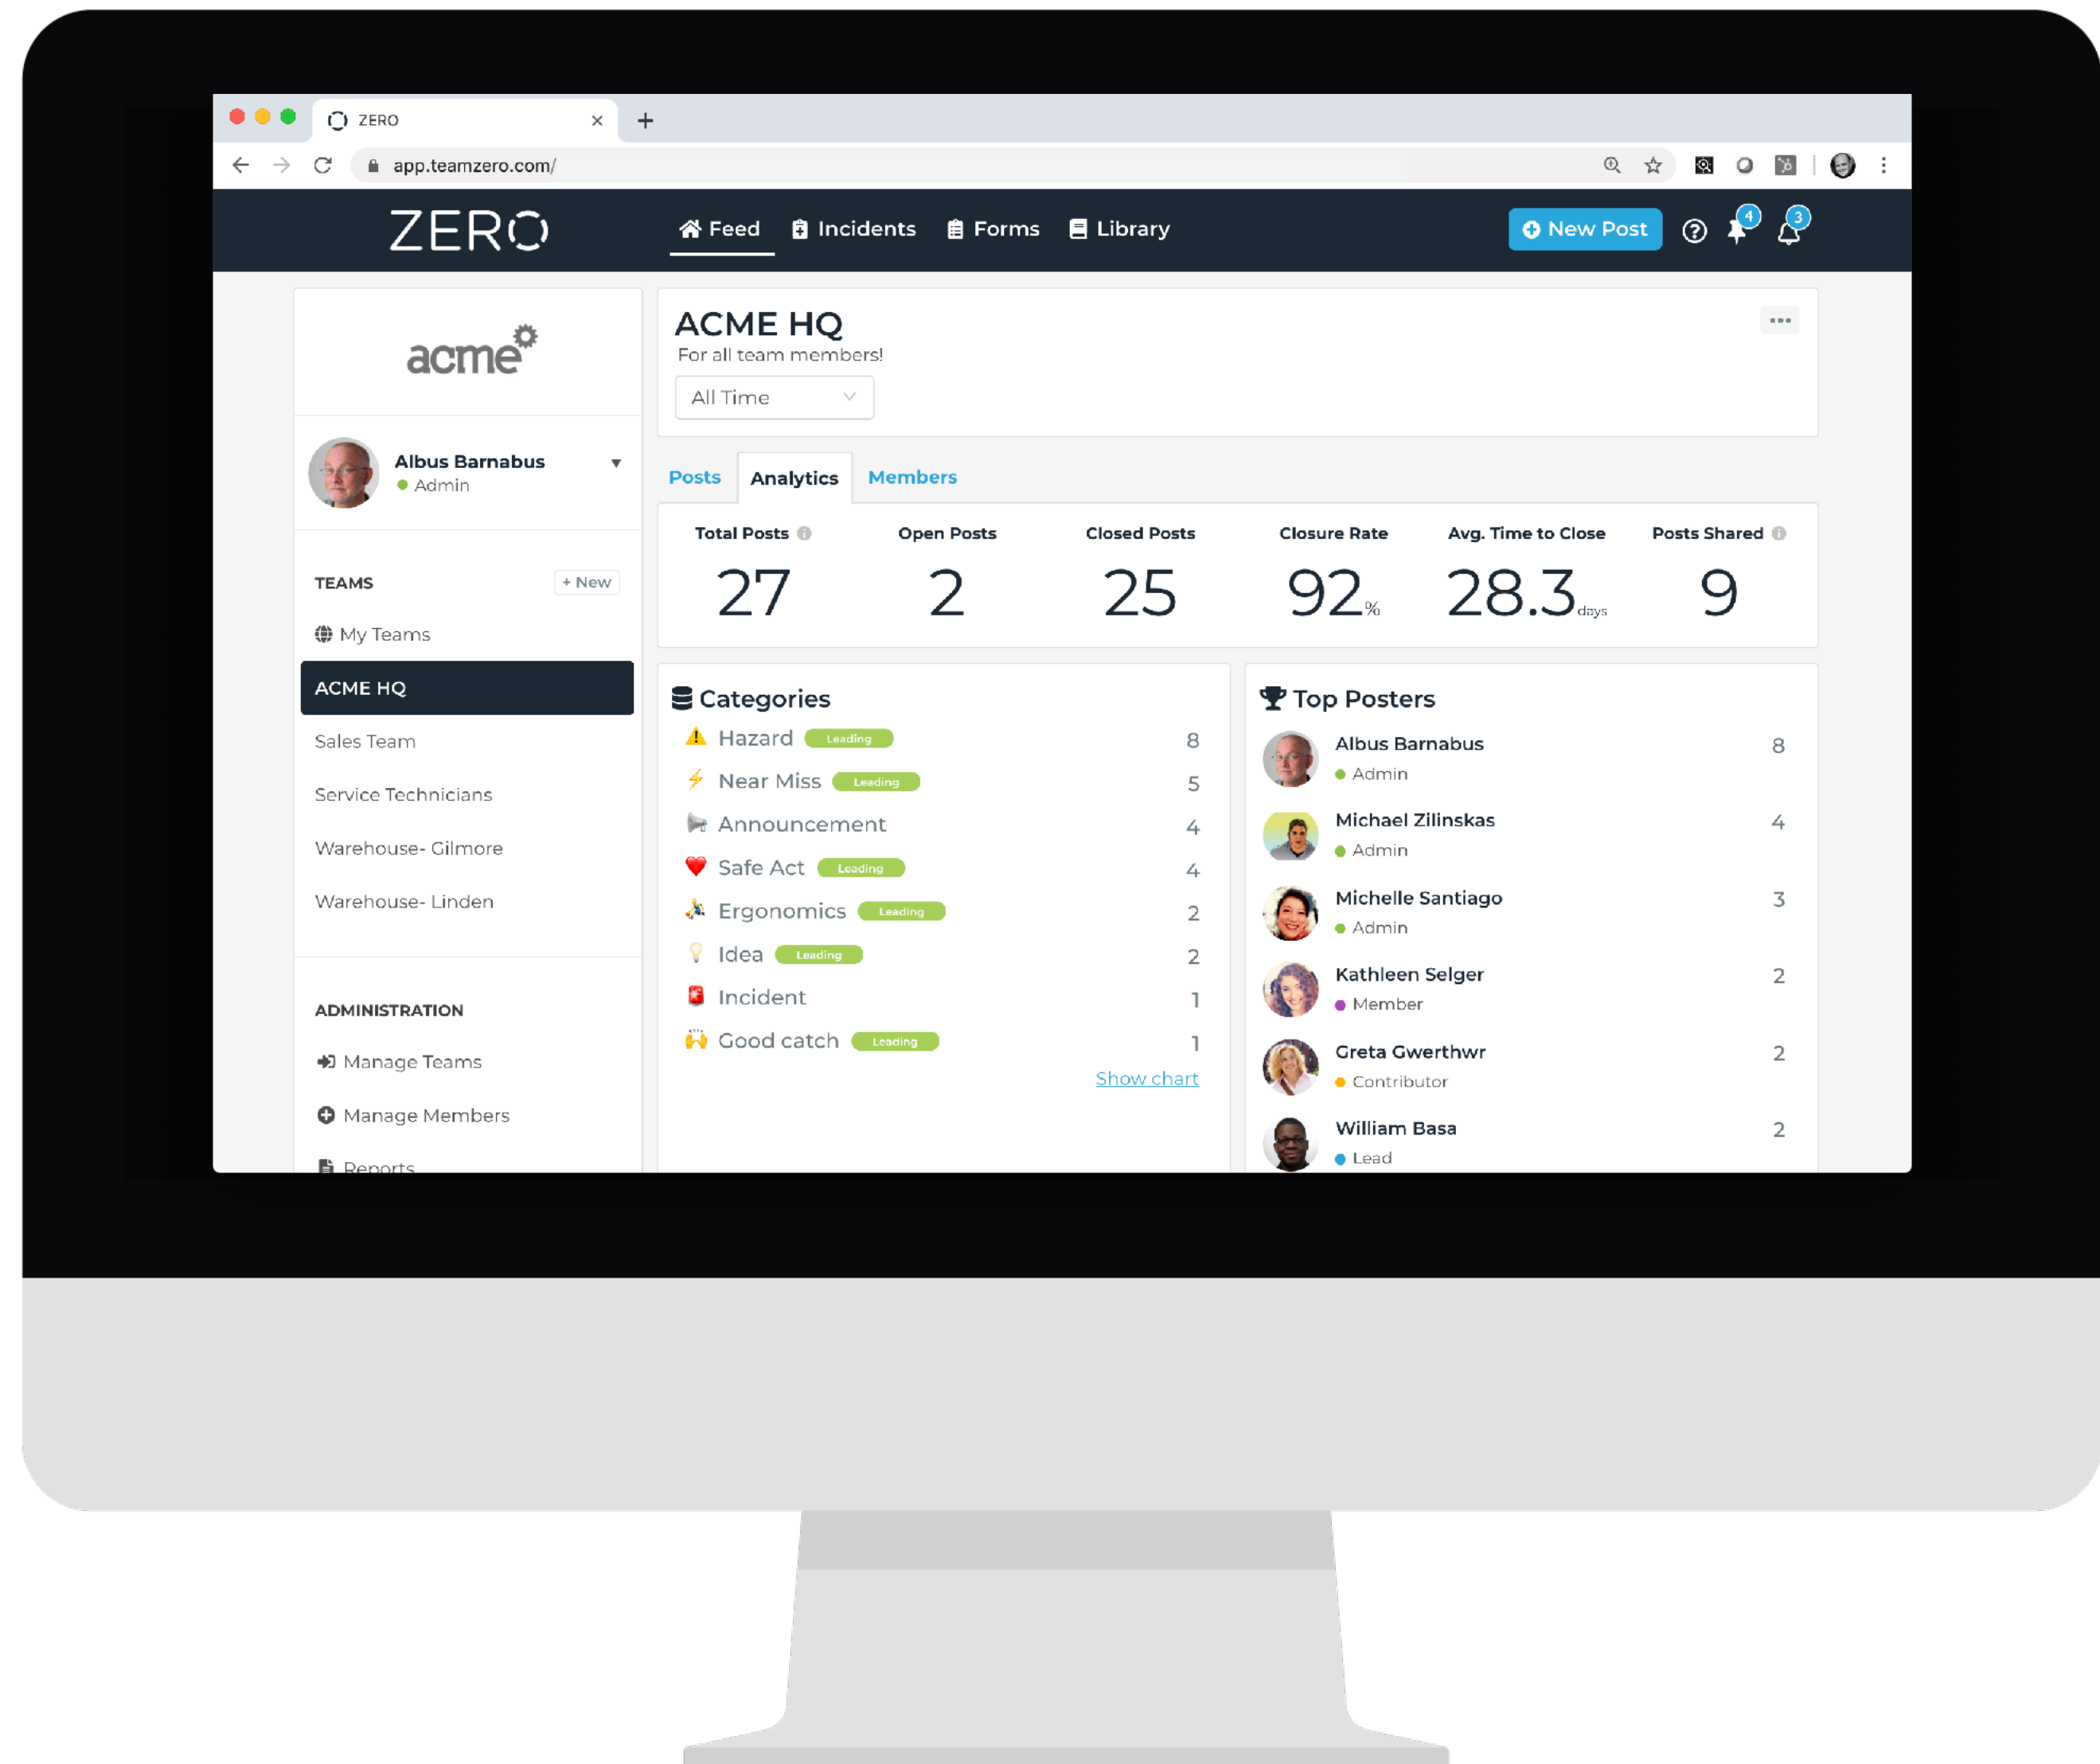 ZERO
app.teamzero.com/
ZERO
Feed
Incidents
Forms
Library
New Post
4
3
acme
Albus Barnabus
Admin
TEAMS
+ New
My Teams
ACME HQ
Sales Team
Service Technicians
Warehouse- Gilmore
Warehouse- Linden
ADMINISTRATION
Manage Teams
Manage Members
Reports
ACME HQ
For all team members!
All Time
Posts
Analytics
Members
Total Posts
27
Open Posts
2
Closed Posts
25
Closure Rate
92%
Avg. Time to Close
28.3 days
Posts Shared
9
Categories
Hazard Leading 8
Near Miss Leading 5
Announcement 4
Safe Act Leading 4
Ergonomics Leading 2
Idea Leading 2
Incident 1
Good catch Leading 1
Show chart
Top Posters
Albus Barnabus 8
Admin
Michael Zilinskas 4
Admin
Michelle Santiago 3
Admin
Kathleen Selger 2
Member
Greta Gwerthwr 2
Contributor
William Basa 2
Lead